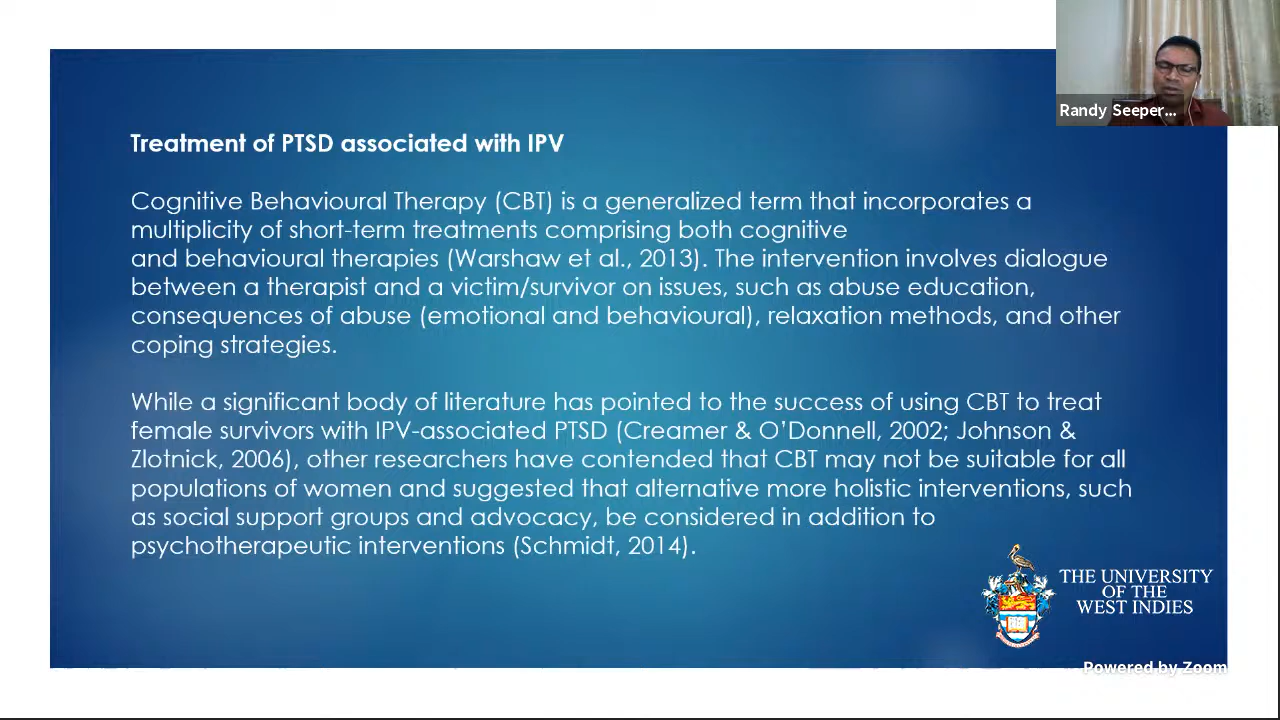 Randy Seeper...
Treatment of PTSD associated with IPV
Cognitive Behavioural Therapy (CBT) is a generalized term that incorporates a
multiplicity of short-term treatments comprising both cognitive
and behavioural therapies (Warshaw et al., 2013). The intervention involves dialogue
between a therapist and a victim/survivor on issues, such as abuse education,
consequences of abuse (emotional and behavioural), relaxation methods, and other
coping strategies.
While a significant body of literature has pointed to the success of using CBT to treat
female survivors with IPV-associated PTSD (Creamer & O’Donnell, 2002; Johnson &
Zlotnick, 2006), other researchers have contended that CBT may not be suitable for all
populations of women and suggested that alternative more holistic interventions, such
as social support groups and advocacy, be considered in addition to
psychotherapeutic interventions (Schmidt, 2014).
THE UNIVERSITY
OF THE
WEST INDIES
Powered by Zoom